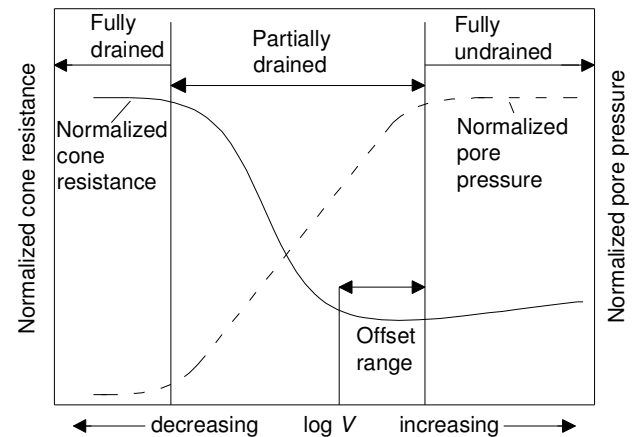 Fully
drained
Partially
drained
Fully
undrained
Normalized cone resistance
Normalized
cone
resistance
Normalized
pore
pressure
Normalized pore pressure
Offset
range
decreasing
log V
increasing